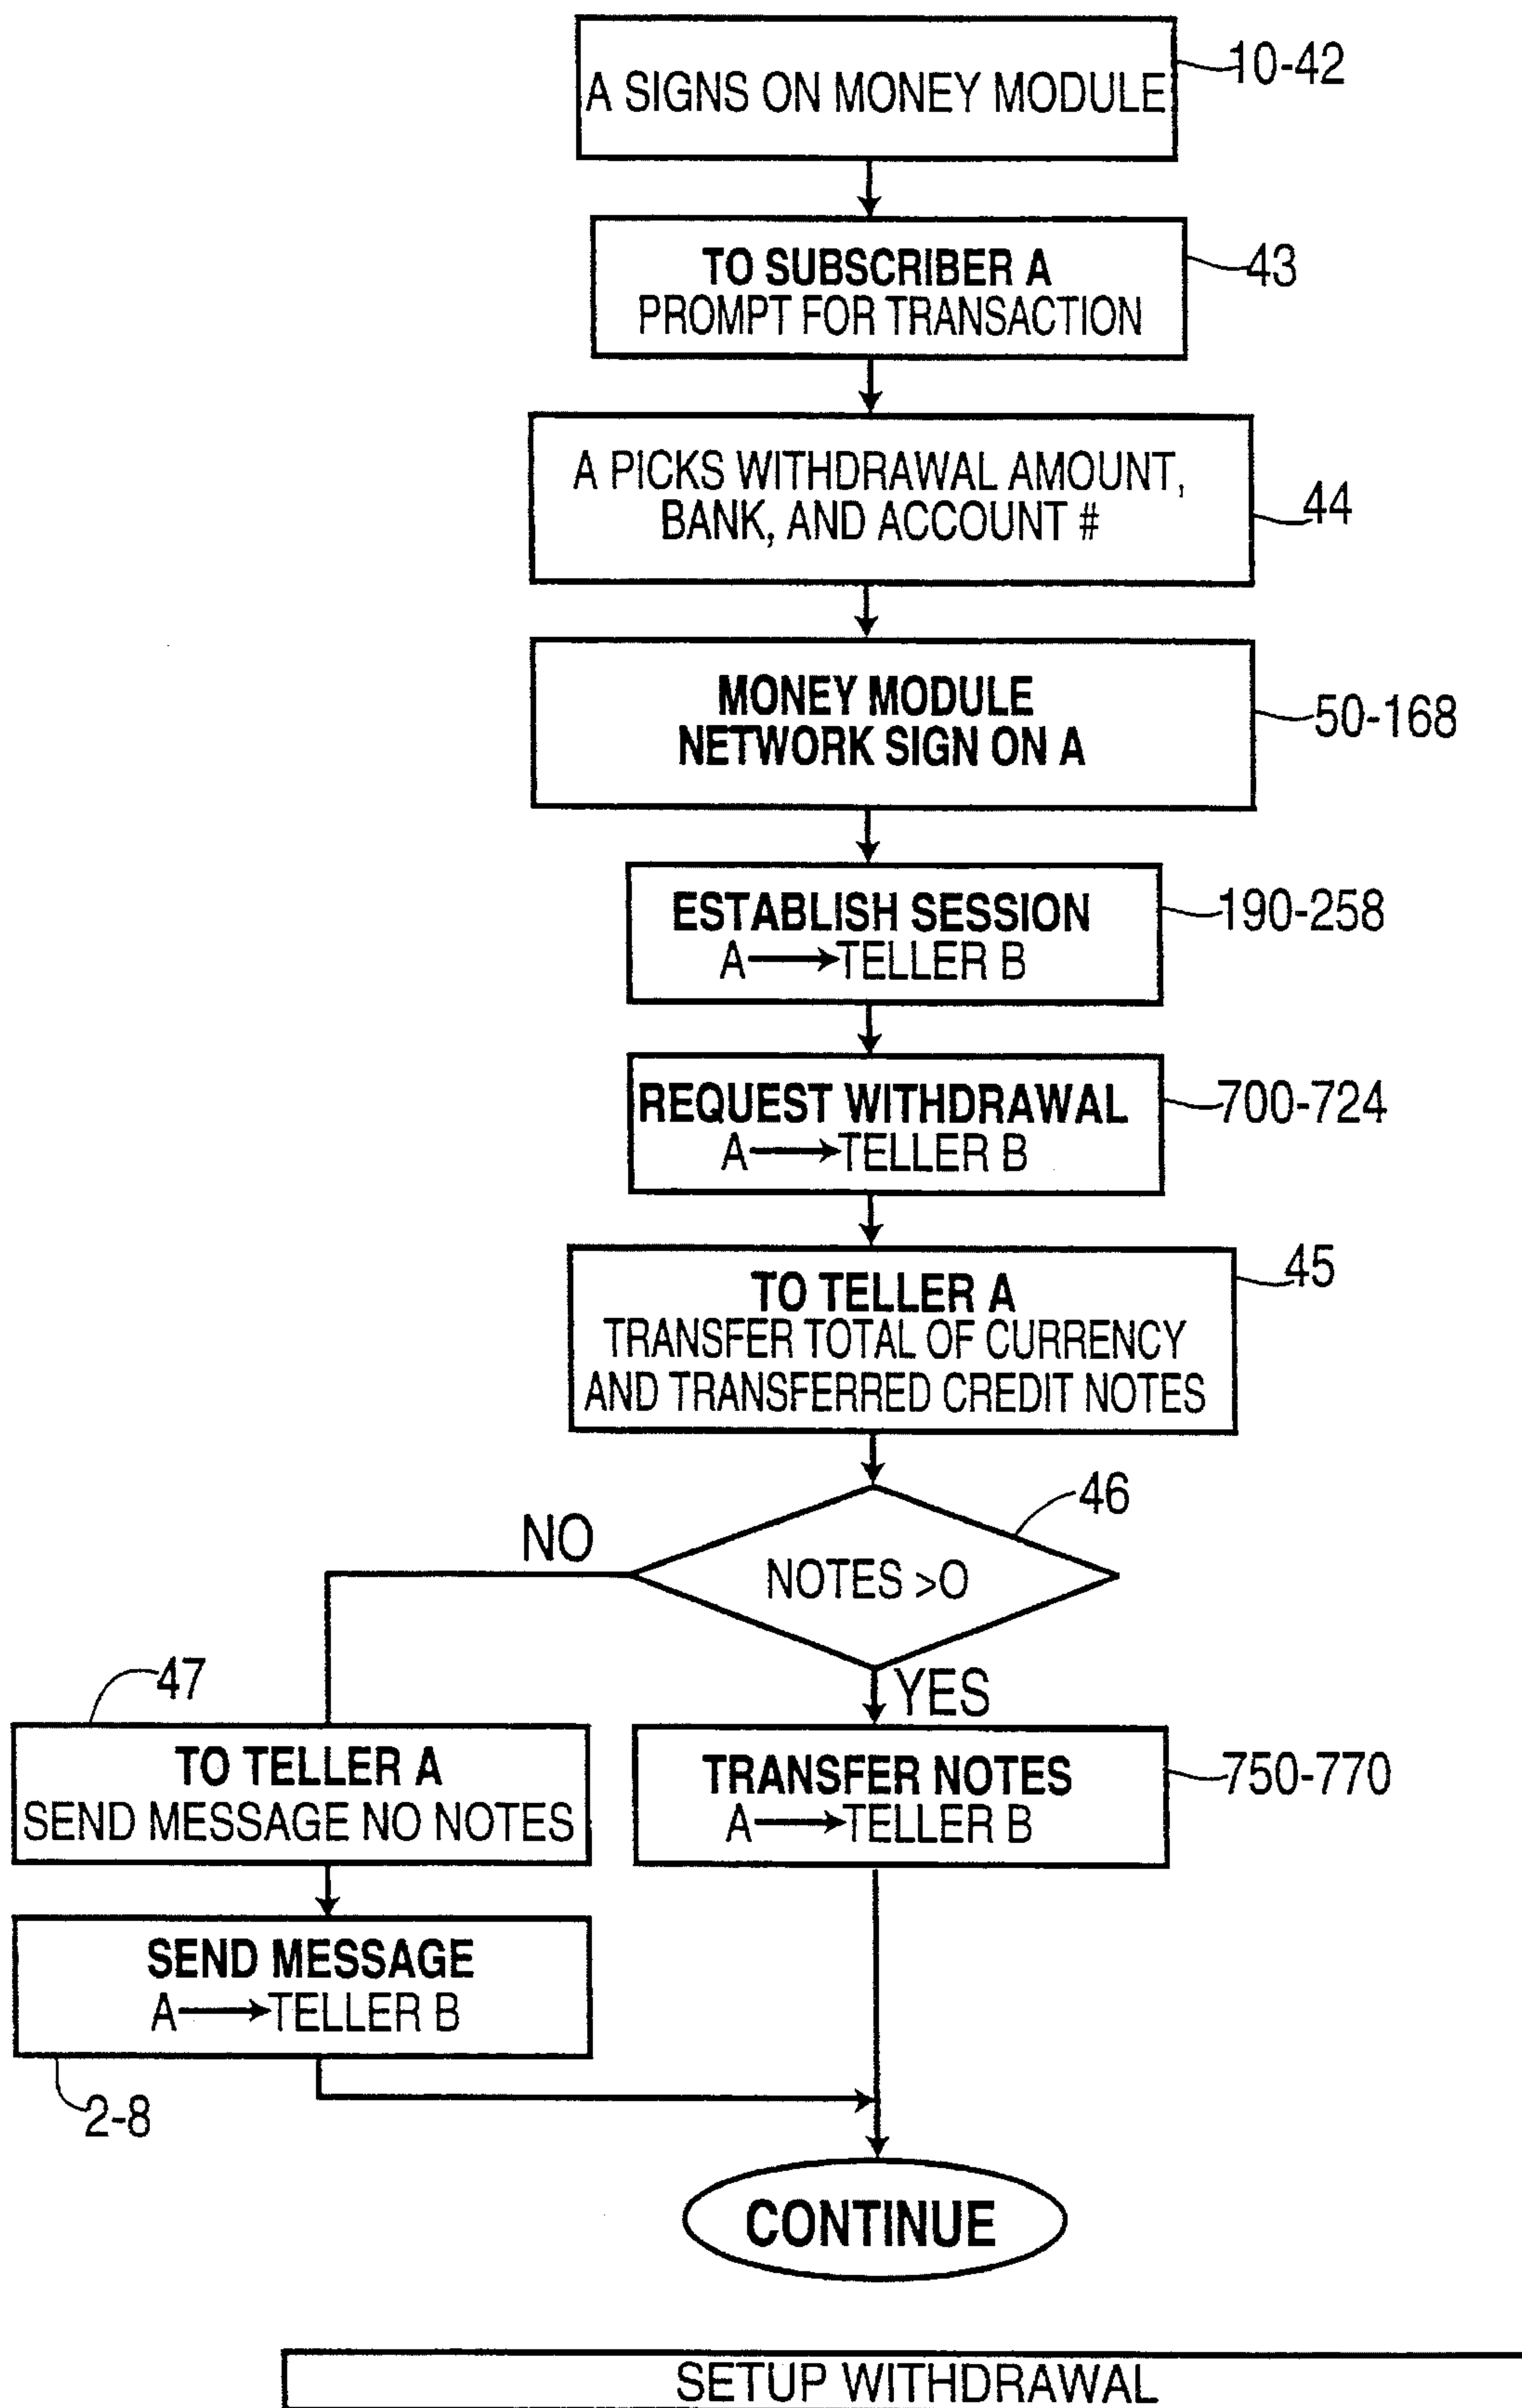 A SIGNS ON MONEY MODULE
10-42
TO SUBSCRIBER A
PROMPT FOR TRANSACTION
43
A PICKS WITHDRAWAL AMOUNT,
BANK, AND ACCOUNT #
44
MONEY MODULE
NETWORK SIGN ON A
50-168
ESTABLISH SESSION
A→TELLER B
190-258
REQUEST WITHDRAWAL
A→TELLER B
700-724
TO TELLER A
TRANSFER TOTAL OF CURRENCY
AND TRANSFERRED CREDIT NOTES
45
46
NOTES >O
NO
YES
47
TO TELLER A
SEND MESSAGE NO NOTES
TRANSFER NOTES
A→TELLER B
750-770
SEND MESSAGE
A→TELLER B
2-8
CONTINUE
SETUP WITHDRAWAL